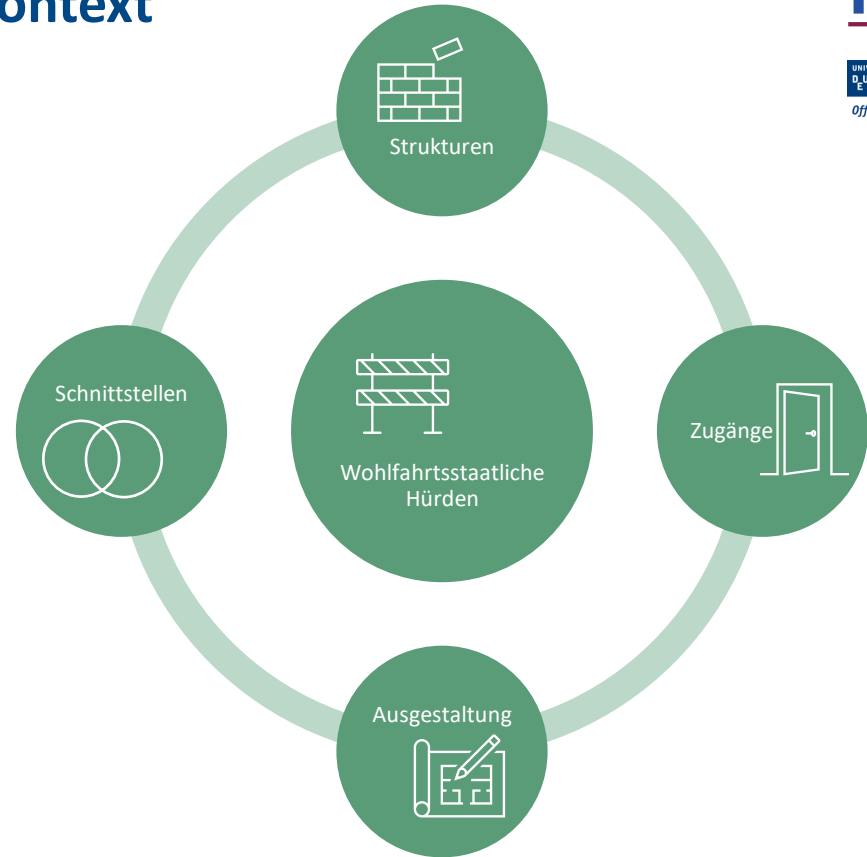 ontext
Strukturen
Schnittstellen
Zugänge
Wohlfahrtsstaatliche
Hürden
Ausgestaltung